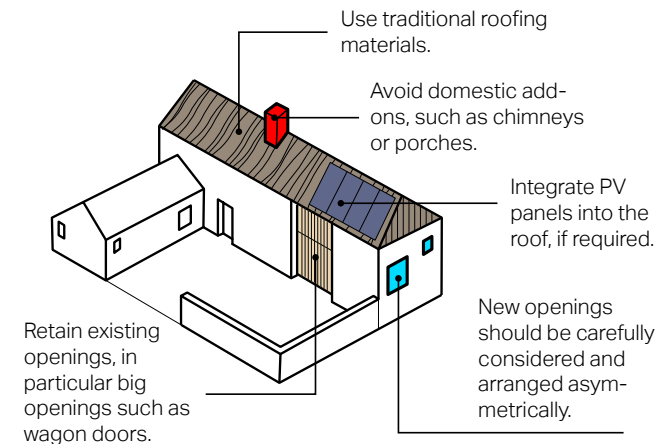 Use traditional roofing
materials.
Avoid domestic add-
ons, such as chimneys
or porches.
Integrate PV
panels into the
roof, if required.
New openings
should be carefully
considered and
arranged asym-
metrically.
Retain existing
openings, in
particular big
openings such as
wagon doors.